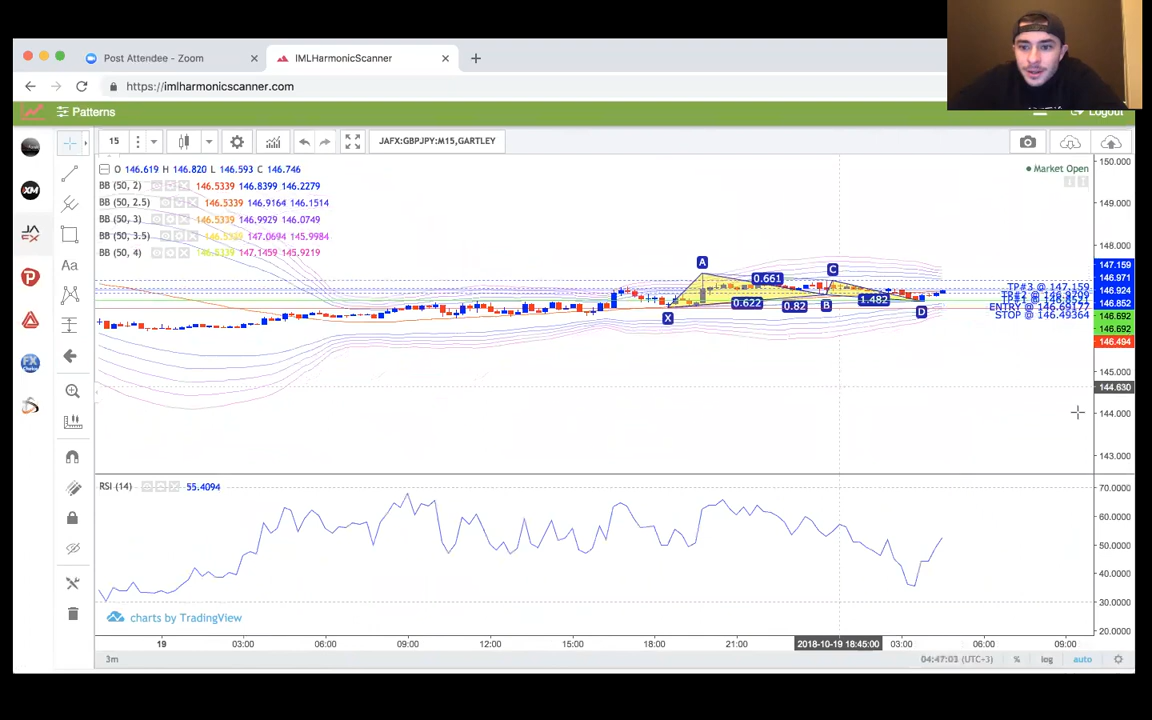 Post Attendee - Zoom
IMLHarmonicScanner
https://imlharmonicscanner.com
Patterns
Logout
15
JAFX:GBPJPY:M15,GARTLEY
O 146.619 H 146.820 L 146.593 C 146.746
Market Open
BB (50, 2) 146.5339 146.8399 146.2279
BB (50, 2.5) 146.5339 146.9164 146.1514
BB (50, 3) 146.5339 146.9929 146.0749
BB (50, 3.5) 146.5339 147.0694 145.9984
BB (50, 4) 146.5339 147.1459 145.9219
XM
JA
FX
Aa
FX
150.000
149.000
148.000
147.159
146.971
146.924
146.852
146.692
146.692
146.494
145.000
144.630
144.000
143.000
A
0.661
C
0.622
0.82
B
1.482
X
D
TP#3 @ 147.159
STOP @ 146.49364
RSI (14) 55.4094
70.0000
60.0000
50.0000
40.0000
30.0000
20.0000
charts by TradingView
19 03:00 06:00 09:00 12:00 15:00 18:00 21:00 2018-10-19 18:45:00 03:00 06:00 09:00
3m
04:47:03 (UTC+3) % log auto